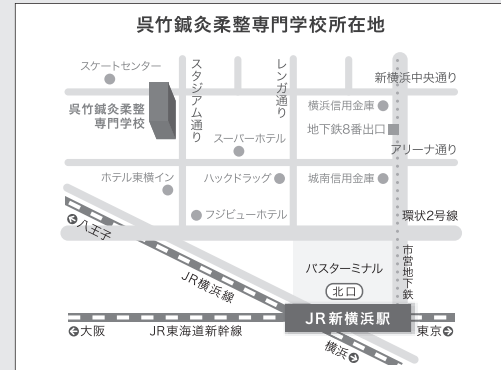 呉竹鍼灸柔整専門学校所在地
スケートセンター
スタジアム通り
レンガ通り
新横浜中央通り
呉竹鍼灸柔整
専門学校
横浜信用金庫
地下鉄8番出口
スーパーホテル
アリーナ通り
ホテル東横イン
ハックドラッグ
城南信用金庫
フジビューホテル
環状2号線
八王子
市営地下鉄
バスターミナル
北口
JR横浜線
JR新横浜駅
大阪
JR東海道新幹線
東京
横浜